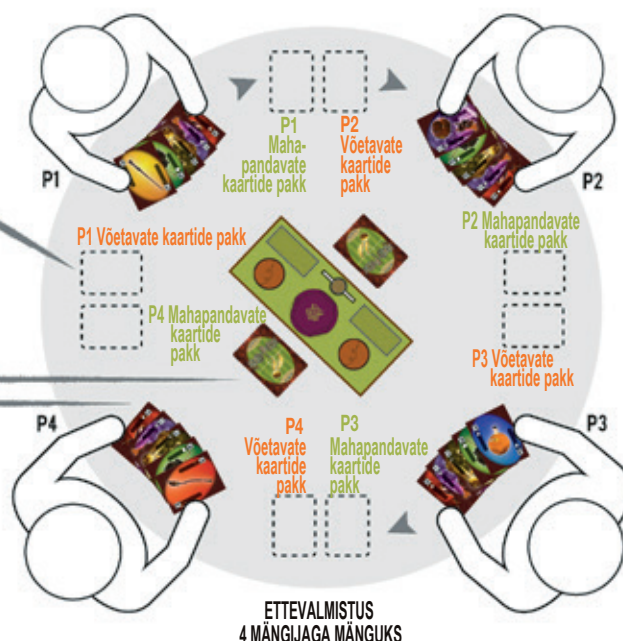 P1
Maha-
pandavate
kaartide pakk
P2
Võetavate
kaartide
pakk
P1
P2
P1 Võetavate kaartide pakk
P2 Mahapandavate
kaartide pakk
P4 Mahapandavate
kaartide
pakk
P3 Võetavate
kaartide pakk
P4
P4
Võetavate
kaartide
pakk
P3
Mahapandavate
kaartide
pakk
P3
ETTEVALMISTUS
4 MÄNGIJAGA MÄNGUKS